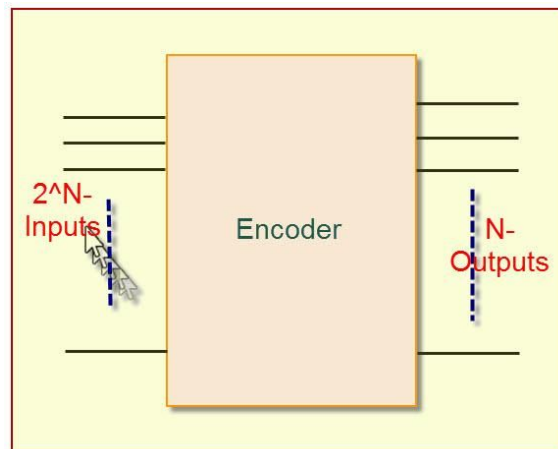 2^N-
Inputs
Encoder
N-
Outputs